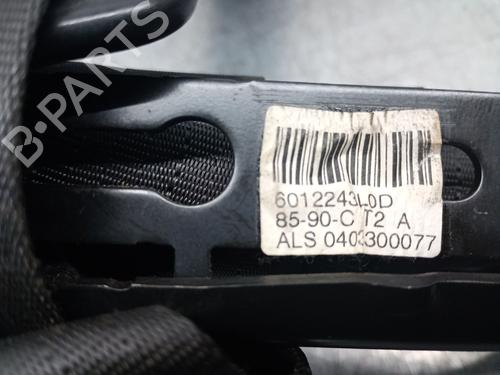 6012243L0D
85-90-C T2 A
ALS 0403300077
B-PARTS